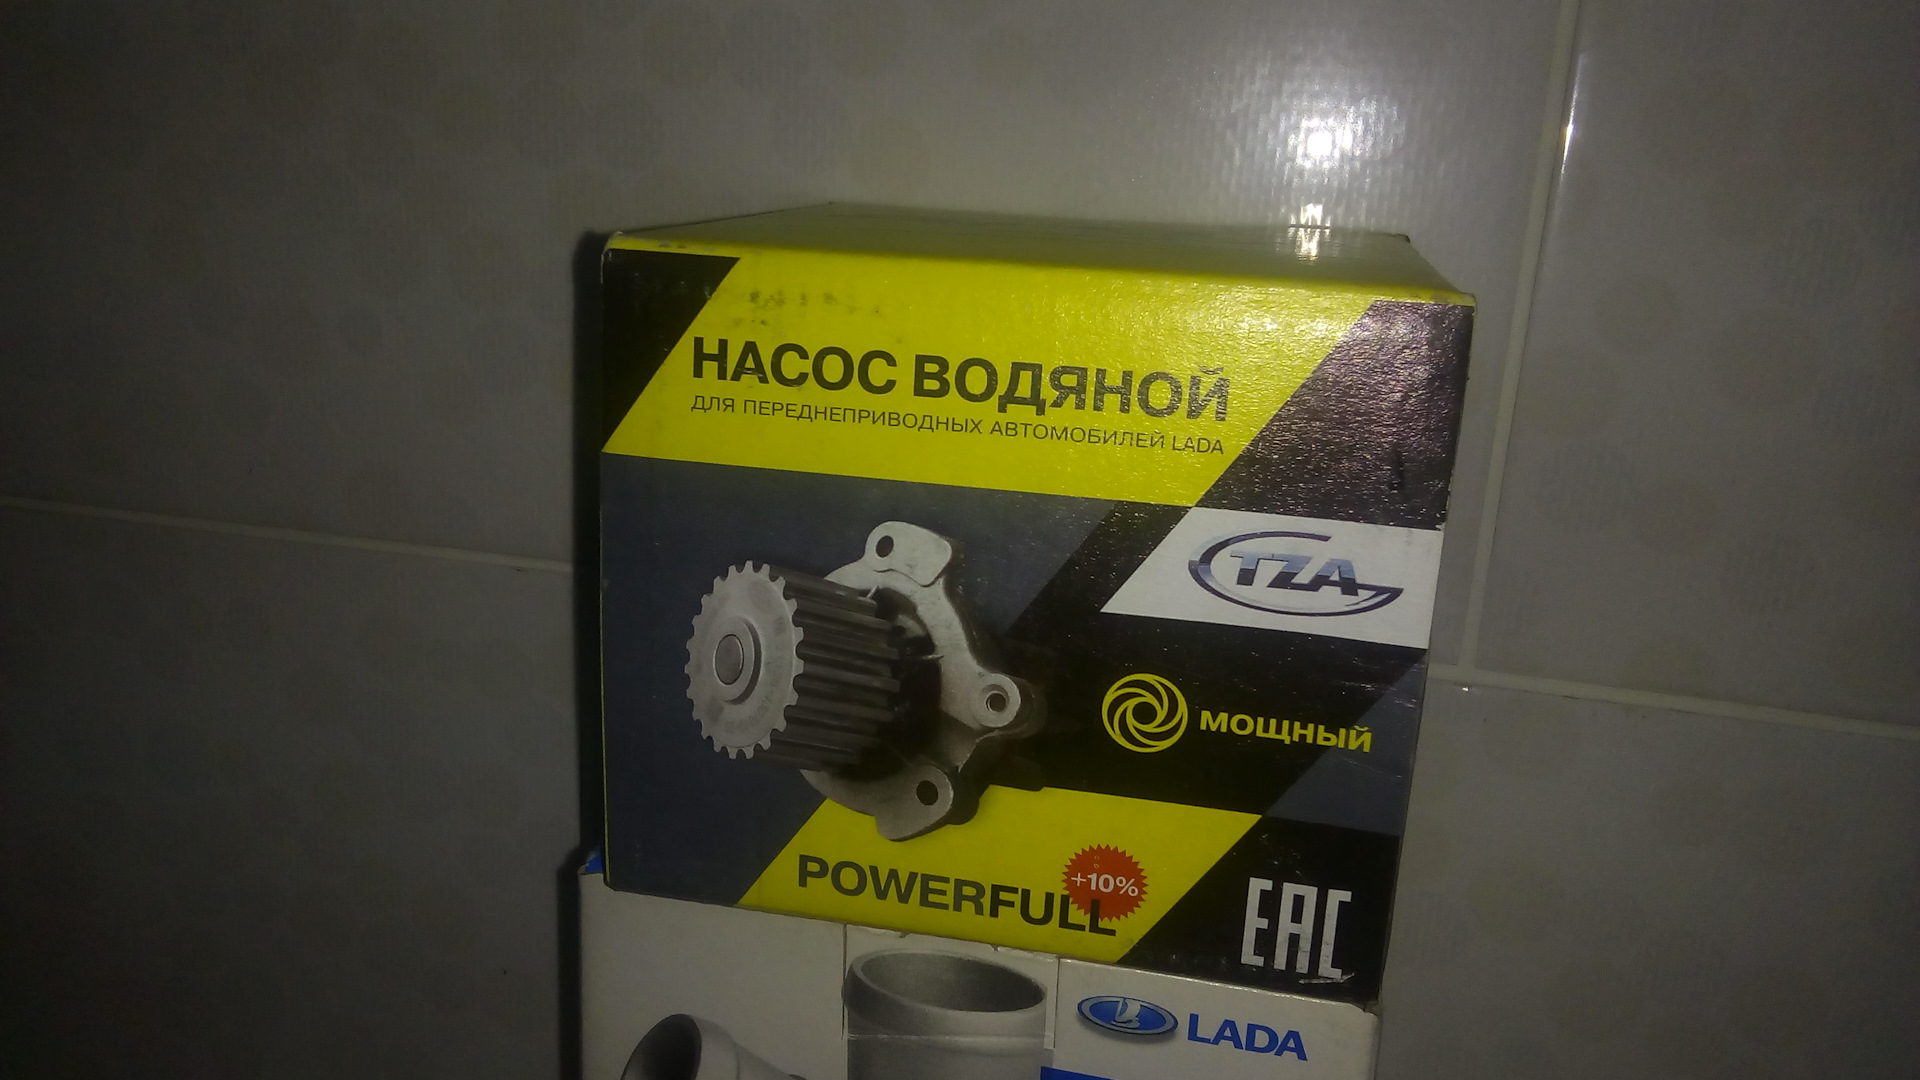 НАСОС ВОДЯНОЙ
ДЛЯ ПЕРЕДНЕПРИВОДНЫХ АВТОМОБИЛЕЙ LADA
TZA
МОЩНЫЙ
+10%
POWERFULL
EAC
LADA